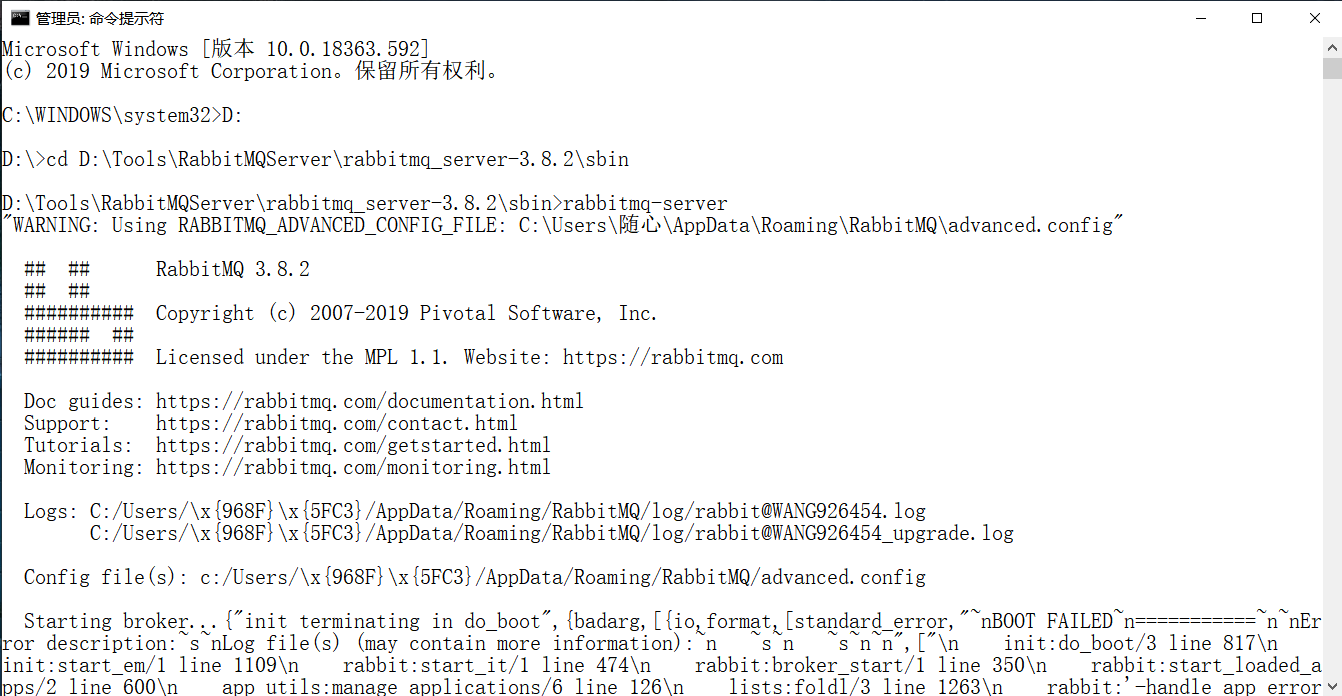 管理员: 命令提示符
Microsoft Windows [版本 10.0.18363.592]
(c) 2019 Microsoft Corporation。保留所有权利。
C:\WINDOWS\system32>D:
D:\>cd D:\Tools\RabbitMQServer\rabbitmq_server-3.8.2\sbin
D:\Tools\RabbitMQServer\rabbitmq_server-3.8.2\sbin>rabbitmq-server
"WARNING: Using RABBITMQ_ADVANCED_CONFIG_FILE: C:\Users\随心\AppData\Roaming\RabbitMQ\advanced.config"
## ## RabbitMQ 3.8.2
## ##
########## Copyright (c) 2007-2019 Pivotal Software, Inc.
###### ##
########## Licensed under the MPL 1.1. Website: https://rabbitmq.com
Doc guides: https://rabbitmq.com/documentation.html
Support: https://rabbitmq.com/contact.html
Tutorials: https://rabbitmq.com/getstarted.html
Monitoring: https://rabbitmq.com/monitoring.html
Logs: C:/Users/\x{968F}\x{5FC3}/AppData/Roaming/RabbitMQ/log/rabbit@WANG926454.log
C:/Users/\x{968F}\x{5FC3}/AppData/Roaming/RabbitMQ/log/rabbit@WANG926454_upgrade.log
Config file(s): c:/Users/\x{968F}\x{5FC3}/AppData/Roaming/RabbitMQ/advanced.config
Starting broker...{"init terminating in do_boot",{badarg,[{io,format,[standard_error,"~nBOOT FAILED~n===========~n~nEr
ror description:~s~nLog file(s) (may contain more information):~n ~s~n ~s~n~n",["\n init:do_boot/3 line 817\n
init:start_em/1 line 1109\n rabbit:start_it/1 line 474\n rabbit:broker_start/1 line 350\n rabbit:start_loaded_a
pps/2 line 600\n app_utils:manage_applications/6 line 126\n lists:foldl/3 line 1263\n rabbit:'-handle_app_error